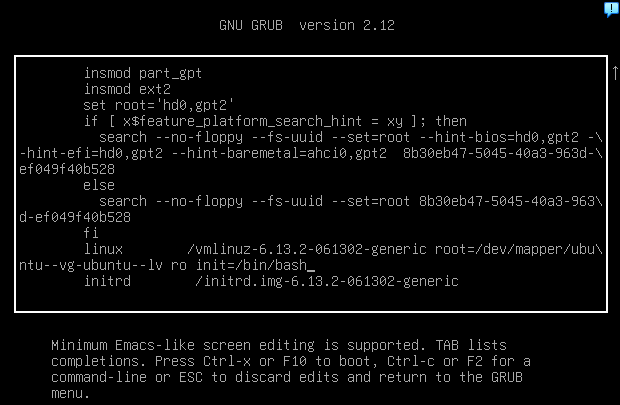 GNU GRUB  version 2.12
insmod part_gpt
insmod ext2
set root='hd0,gpt2'
if [ x$feature_platform_search_hint = xy ]; then
search --no-floppy --fs-uuid --set=root --hint-bios=hd0,gpt2 -\
-hint-efi=hd0,gpt2 --hint-baremetal=ahci0,gpt2  8b30eb47-5045-40a3-963d-\
ef049f40b528
else
search --no-floppy --fs-uuid --set=root 8b30eb47-5045-40a3-963\
d-ef049f40b528
fi
linux        /vmlinuz-6.13.2-061302-generic root=/dev/mapper/ubu\
ntu--vg-ubuntu--lv ro init=/bin/bash_
initrd        /initrd.img-6.13.2-061302-generic
Minimum Emacs-like screen editing is supported. TAB lists
completions. Press Ctrl-x or F10 to boot, Ctrl-c or F2 for a
command-line or ESC to discard edits and return to the GRUB
menu.